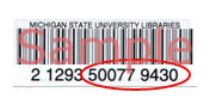 MICHIGAN STATE UNIVERSITY LIBRARIES
Sample
2 1293 50077 9430